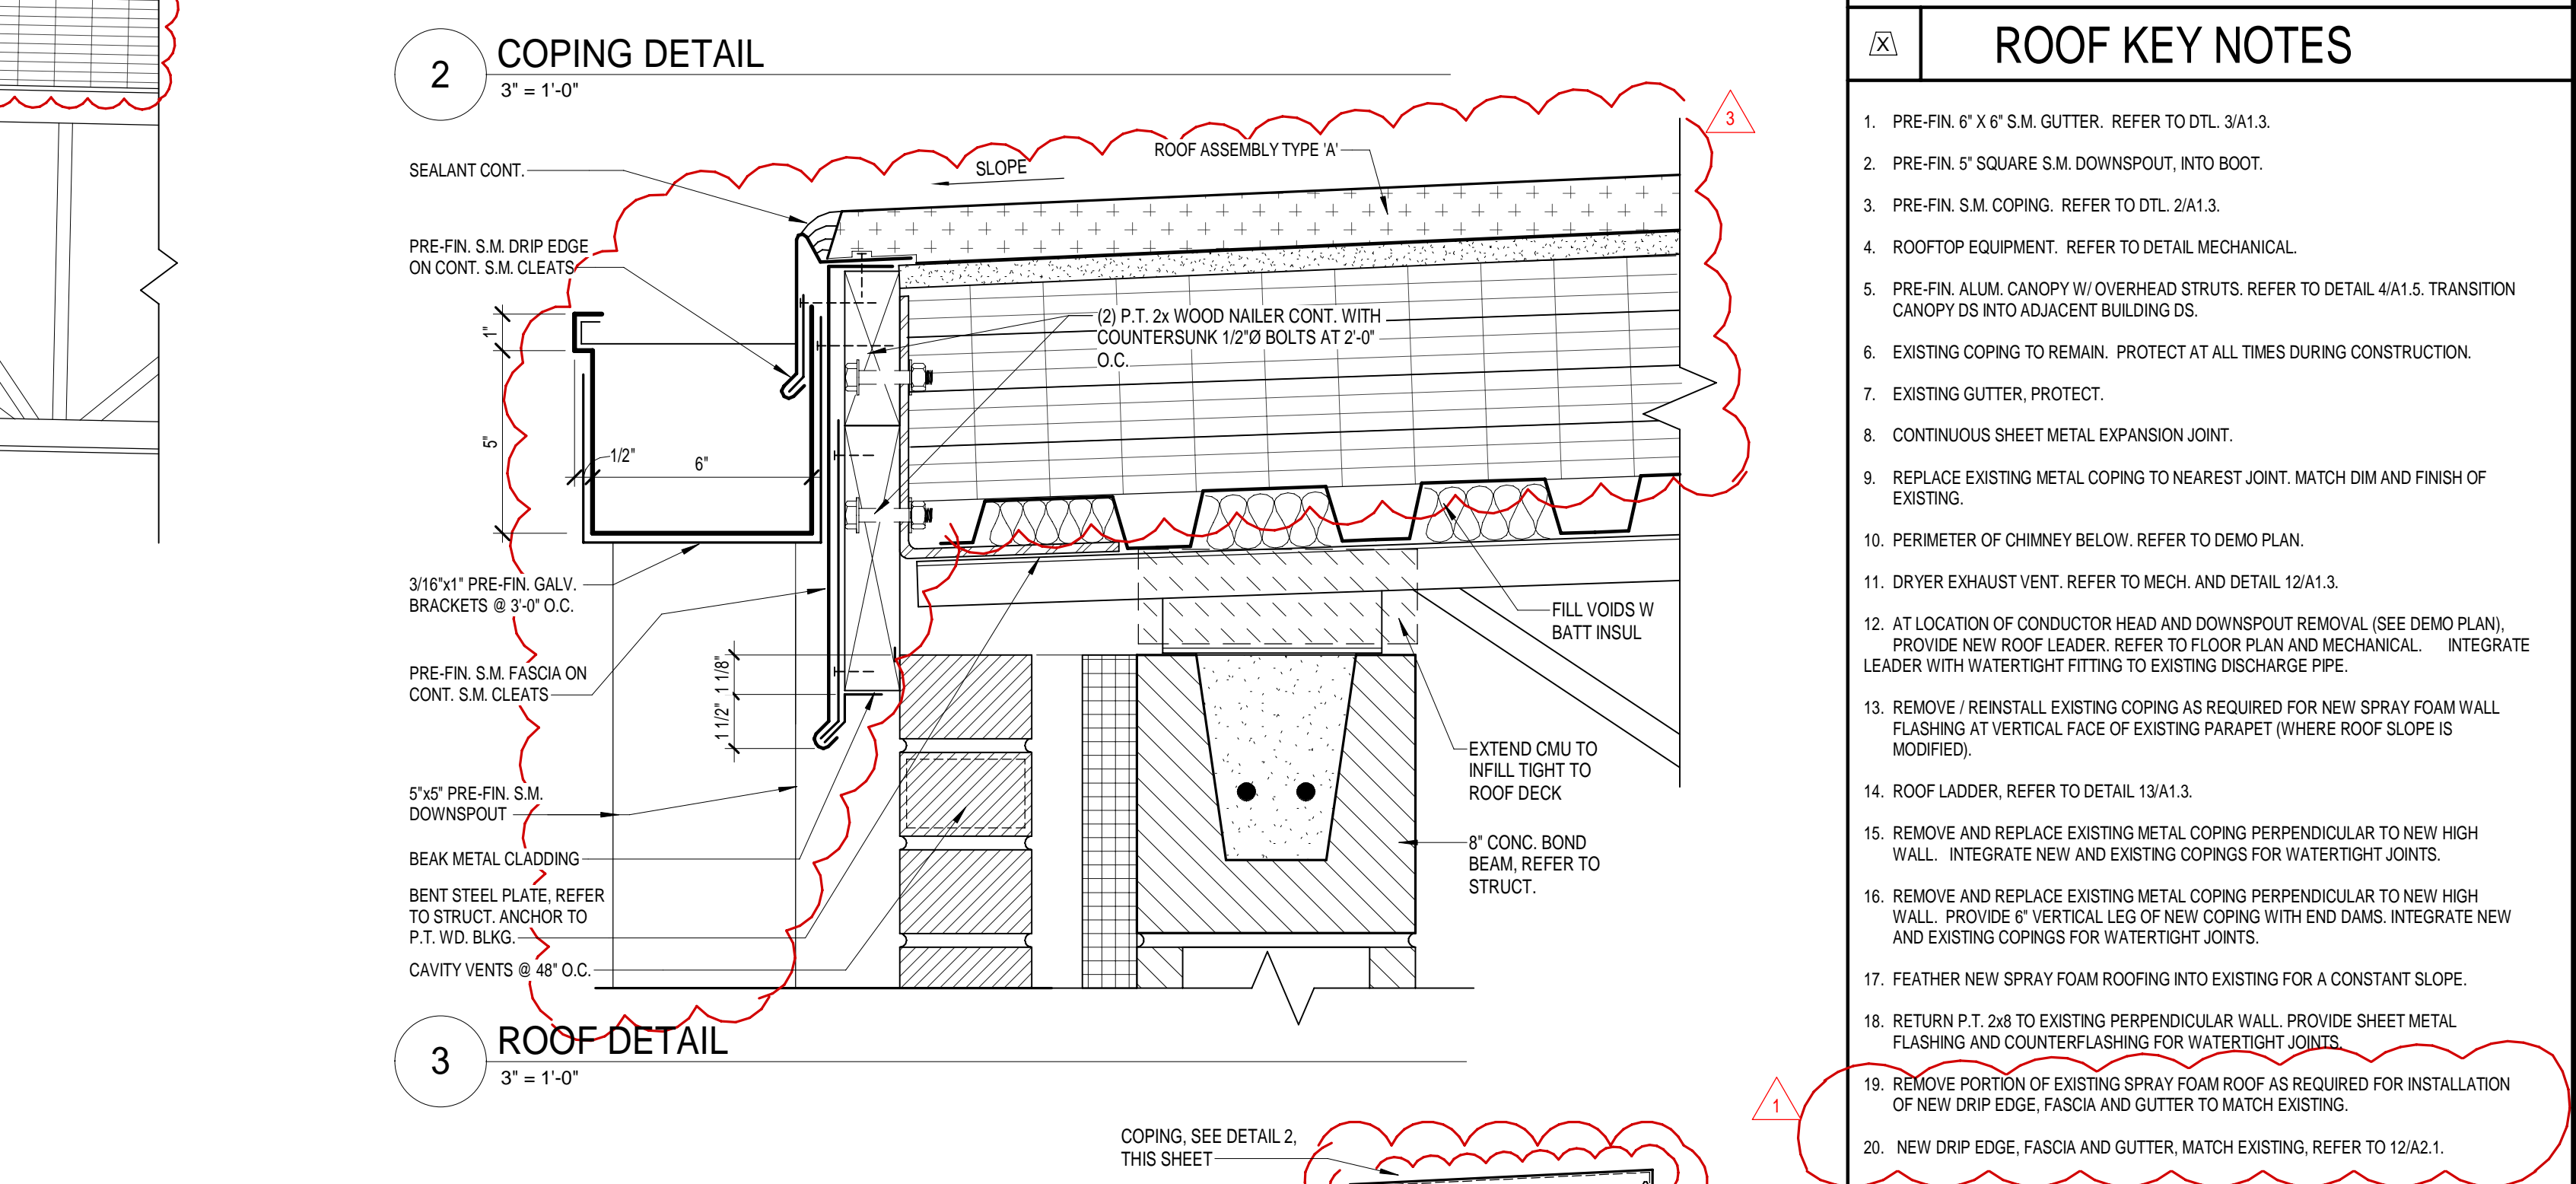 2
COPING DETAIL
3" = 1'-0"
3
ROOF ASSEMBLY TYPE 'A'
SLOPE
SEALANT CONT.
PRE-FIN. S.M. DRIP EDGE
ON CONT. S.M. CLEATS
(2) P.T. 2x WOOD NAILER CONT. WITH
COUNTERSUNK 1/2"Ø BOLTS AT 2'-0"
O.C.
1"
5"
1/2"
6"
3/16"x1" PRE-FIN. GALV.
BRACKETS @ 3'-0" O.C.
FILL VOIDS W
BATT INSUL
PRE-FIN. S.M. FASCIA ON
CONT. S.M. CLEATS
1 1/8"
1 1/2"
EXTEND CMU TO
INFILL TIGHT TO
ROOF DECK
5"x5" PRE-FIN. S.M.
DOWNSPOUT
8" CONC. BOND
BEAM, REFER TO
STRUCT.
BEAK METAL CLADDING
BENT STEEL PLATE, REFER
TO STRUCT. ANCHOR TO
P.T. WD. BLKG.
CAVITY VENTS @ 48" O.C.
3
ROOF DETAIL
3" = 1'-0"
COPING, SEE DETAIL 2,
THIS SHEET
X
ROOF KEY NOTES
1. PRE-FIN. 6" X 6" S.M. GUTTER. REFER TO DTL. 3/A1.3.
2. PRE-FIN. 5" SQUARE S.M. DOWNSPOUT, INTO BOOT.
3. PRE-FIN. S.M. COPING. REFER TO DTL. 2/A1.3.
4. ROOFTOP EQUIPMENT. REFER TO DETAIL MECHANICAL.
5. PRE-FIN. ALUM. CANOPY W/ OVERHEAD STRUTS. REFER TO DETAIL 4/A1.5. TRANSITION
CANOPY DS INTO ADJACENT BUILDING DS.
6. EXISTING COPING TO REMAIN. PROTECT AT ALL TIMES DURING CONSTRUCTION.
7. EXISTING GUTTER, PROTECT.
8. CONTINUOUS SHEET METAL EXPANSION JOINT.
9. REPLACE EXISTING METAL COPING TO NEAREST JOINT. MATCH DIM AND FINISH OF
EXISTING.
10. PERIMETER OF CHIMNEY BELOW. REFER TO DEMO PLAN.
11. DRYER EXHAUST VENT. REFER TO MECH. AND DETAIL 12/A1.3.
12. AT LOCATION OF CONDUCTOR HEAD AND DOWNSPOUT REMOVAL (SEE DEMO PLAN),
PROVIDE NEW ROOF LEADER. REFER TO FLOOR PLAN AND MECHANICAL. INTEGRATE
LEADER WITH WATERTIGHT FITTING TO EXISTING DISCHARGE PIPE.
13. REMOVE / REINSTALL EXISTING COPING AS REQUIRED FOR NEW SPRAY FOAM WALL
FLASHING AT VERTICAL FACE OF EXISTING PARAPET (WHERE ROOF SLOPE IS
MODIFIED).
14. ROOF LADDER, REFER TO DETAIL 13/A1.3.
15. REMOVE AND REPLACE EXISTING METAL COPING PERPENDICULAR TO NEW HIGH
WALL. INTEGRATE NEW AND EXISTING COPINGS FOR WATERTIGHT JOINTS.
16. REMOVE AND REPLACE EXISTING METAL COPING PERPENDICULAR TO NEW HIGH
WALL. PROVIDE 6" VERTICAL LEG OF NEW COPING WITH END DAMS. INTEGRATE NEW
AND EXISTING COPINGS FOR WATERTIGHT JOINTS.
17. FEATHER NEW SPRAY FOAM ROOFING INTO EXISTING FOR A CONSTANT SLOPE.
18. RETURN P.T. 2x8 TO EXISTING PERPENDICULAR WALL. PROVIDE SHEET METAL
FLASHING AND COUNTERFLASHING FOR WATERTIGHT JOINTS.
1
19. REMOVE PORTION OF EXISTING SPRAY FOAM ROOF AS REQUIRED FOR INSTALLATION
OF NEW DRIP EDGE, FASCIA AND GUTTER TO MATCH EXISTING.
20. NEW DRIP EDGE, FASCIA AND GUTTER, MATCH EXISTING, REFER TO 12/A2.1.